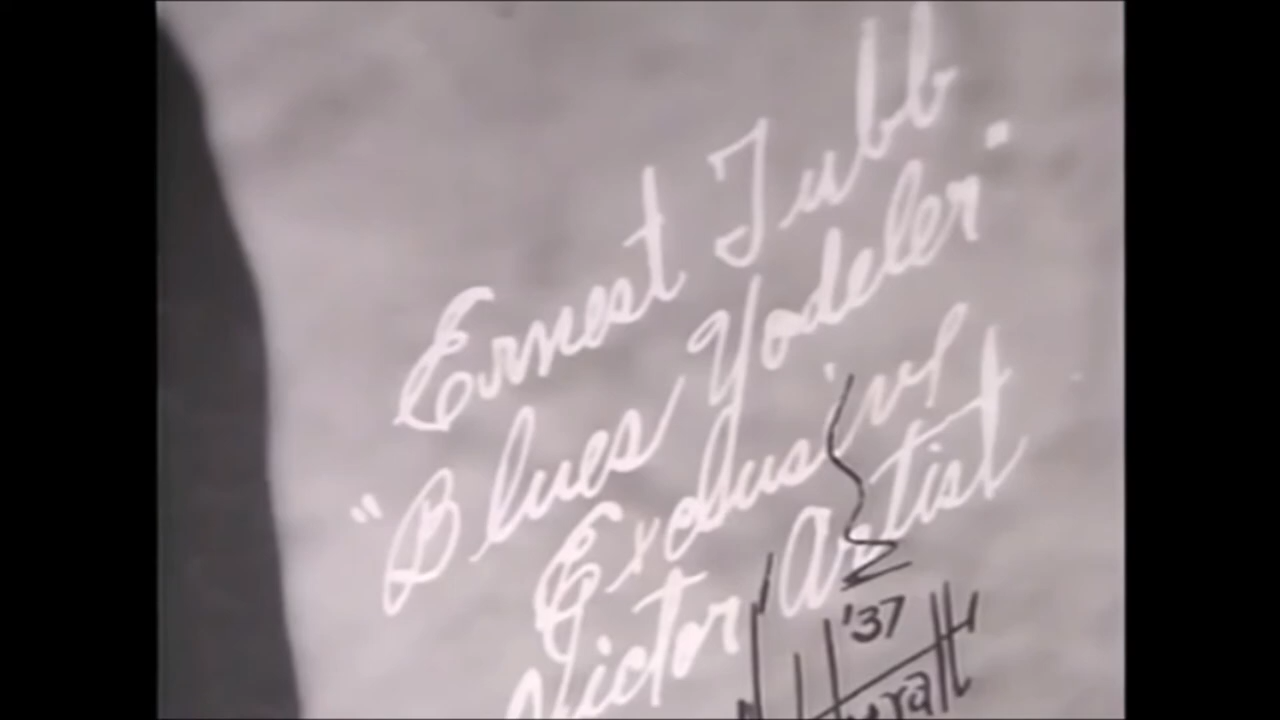 Ernest Tubb
"Blues Yodeler"
Exclusive
Victor Artist
'37